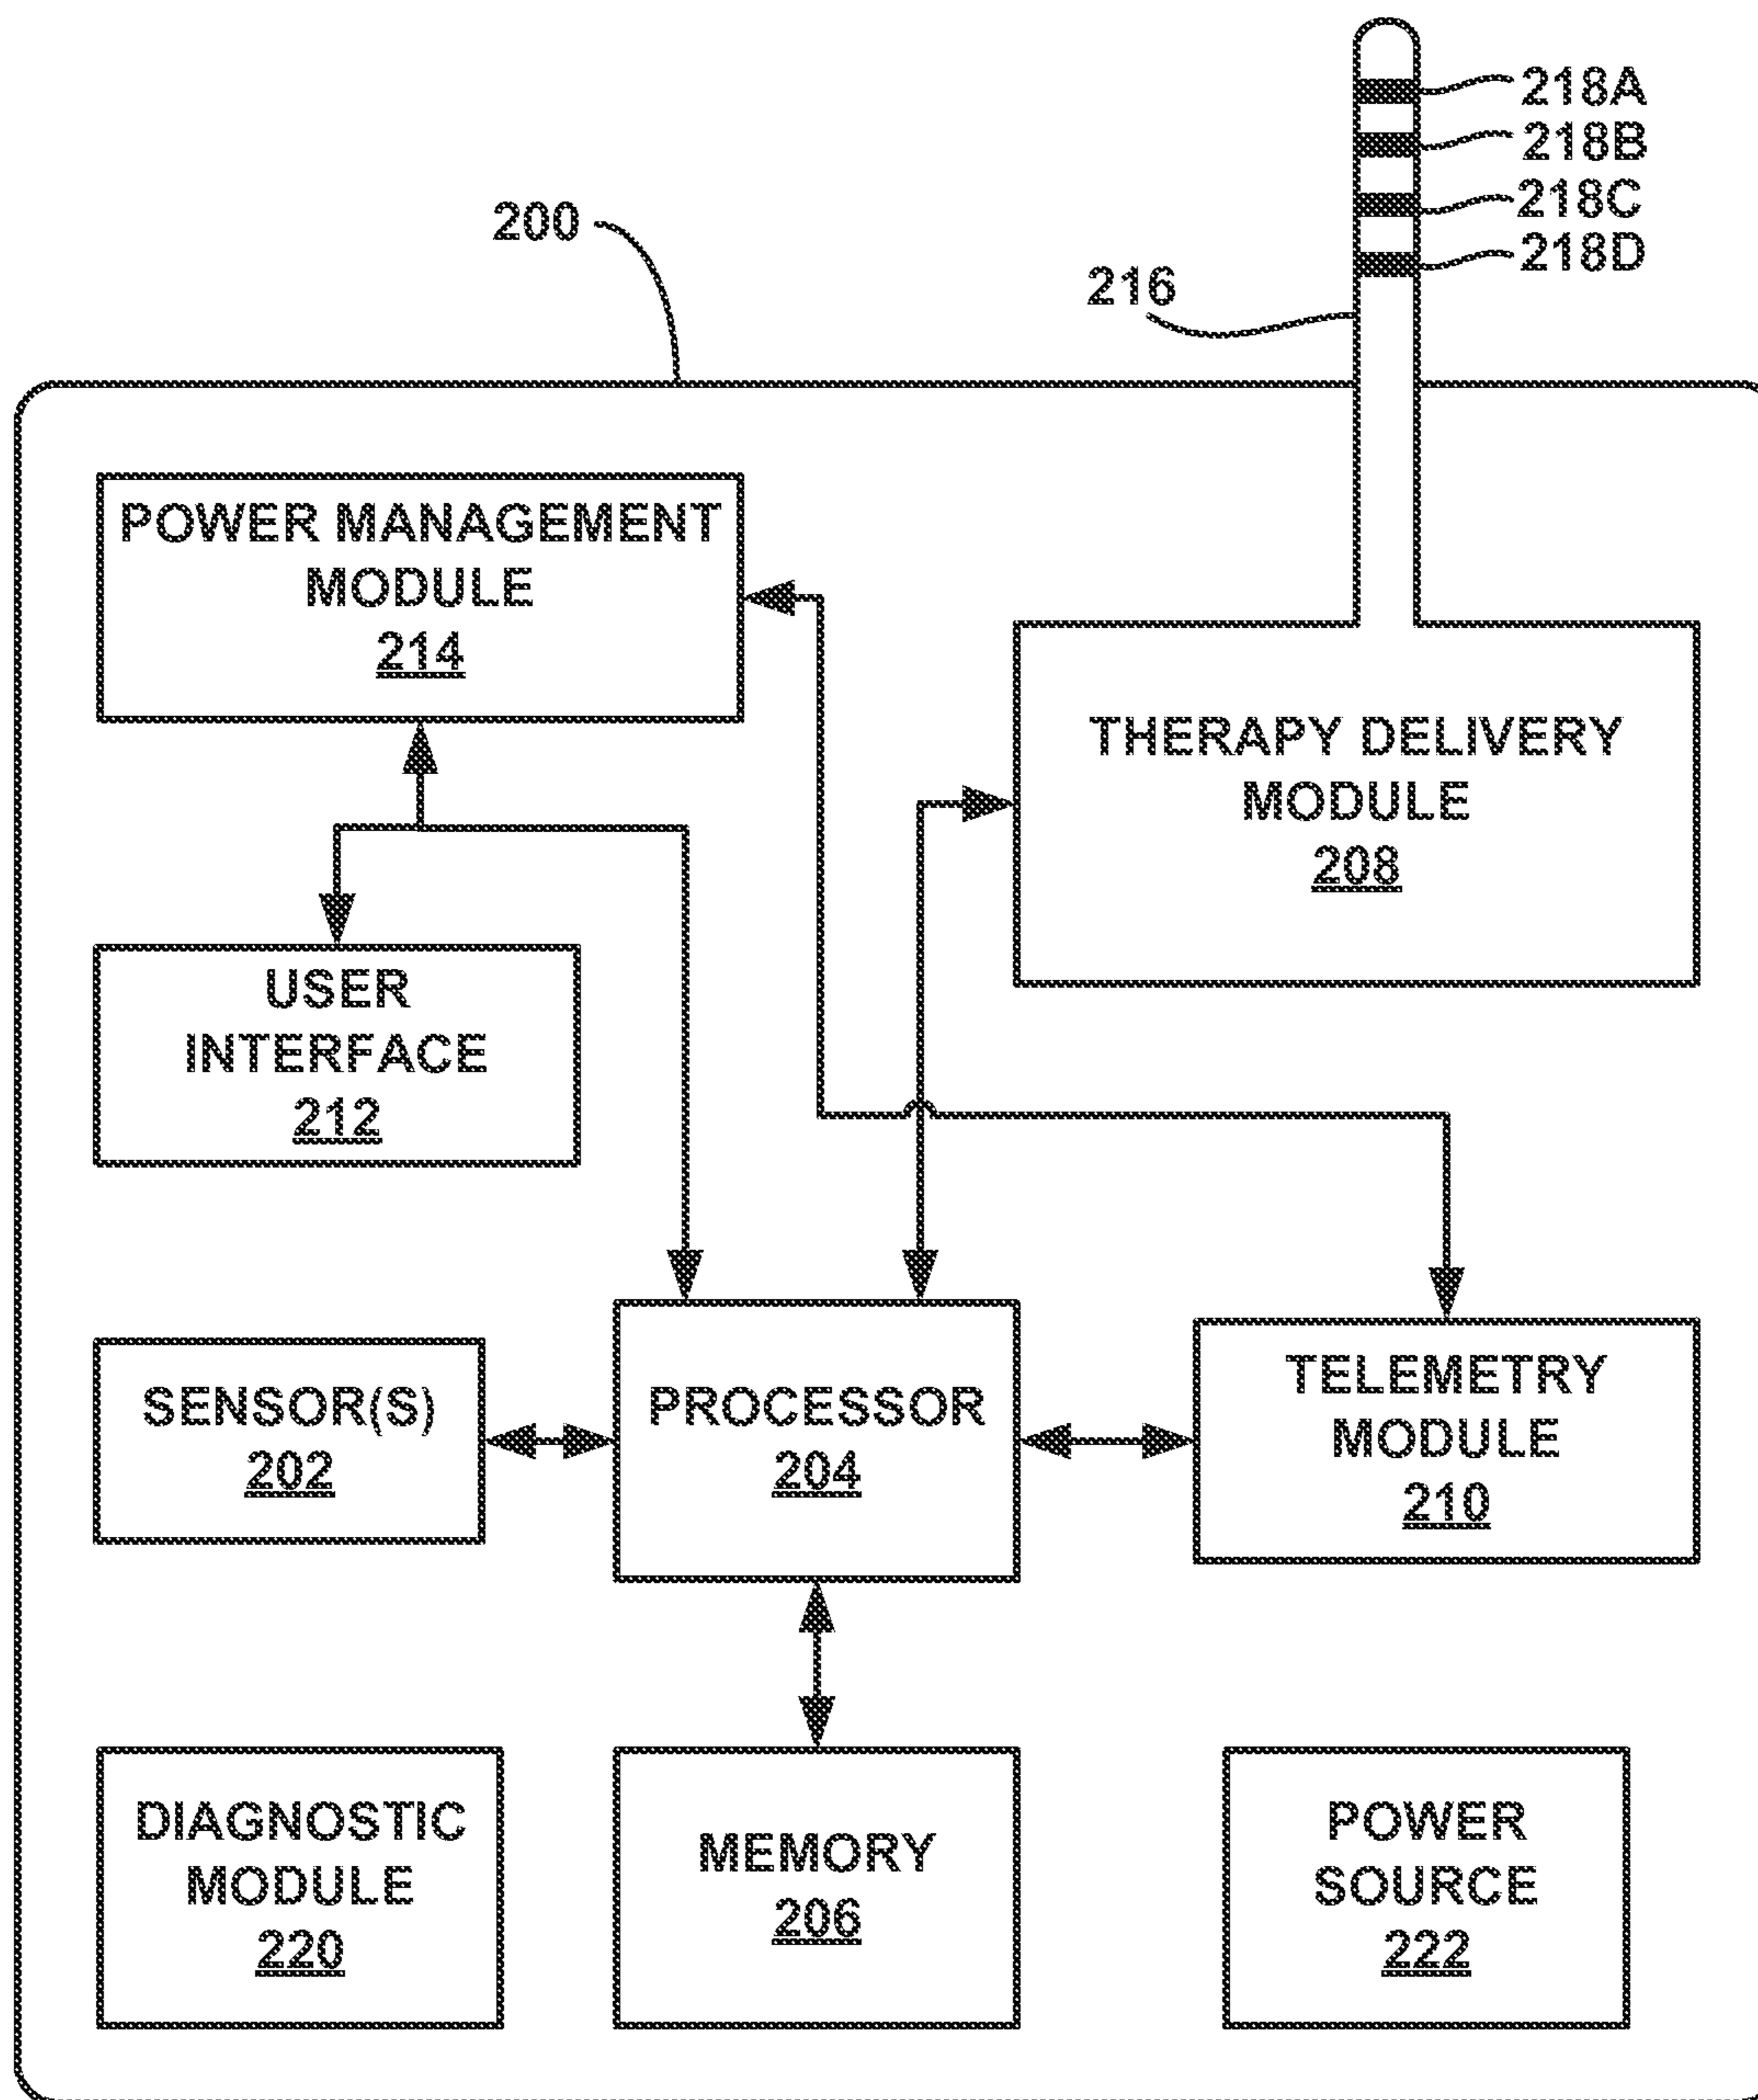 218A
218B
218C
218D
200
216
POWER MANAGEMENT
MODULE
214
THERAPY DELIVERY
MODULE
208
USER
INTERFACE
212
SENSOR(S)
202
PROCESSOR
204
TELEMETRY
MODULE
210
DIAGNOSTIC
MODULE
220
MEMORY
206
POWER
SOURCE
222